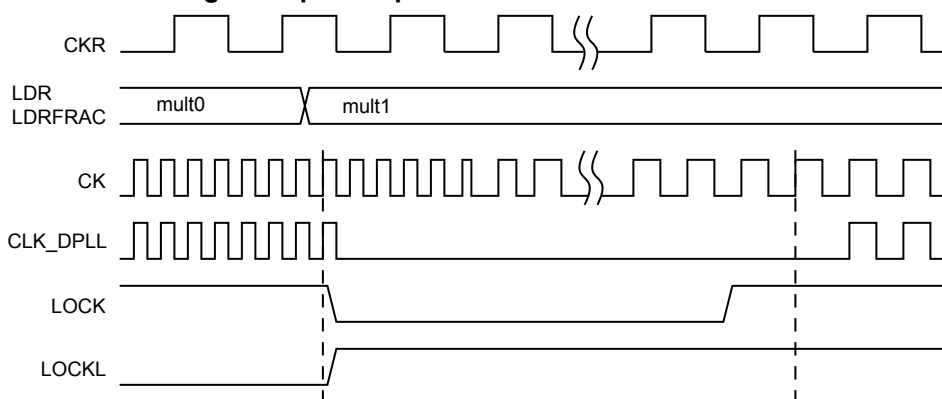 CKR
LDR
LDRFRAC
mult0
mult1
CK
CLK_DPLL
LOCK
LOCKL